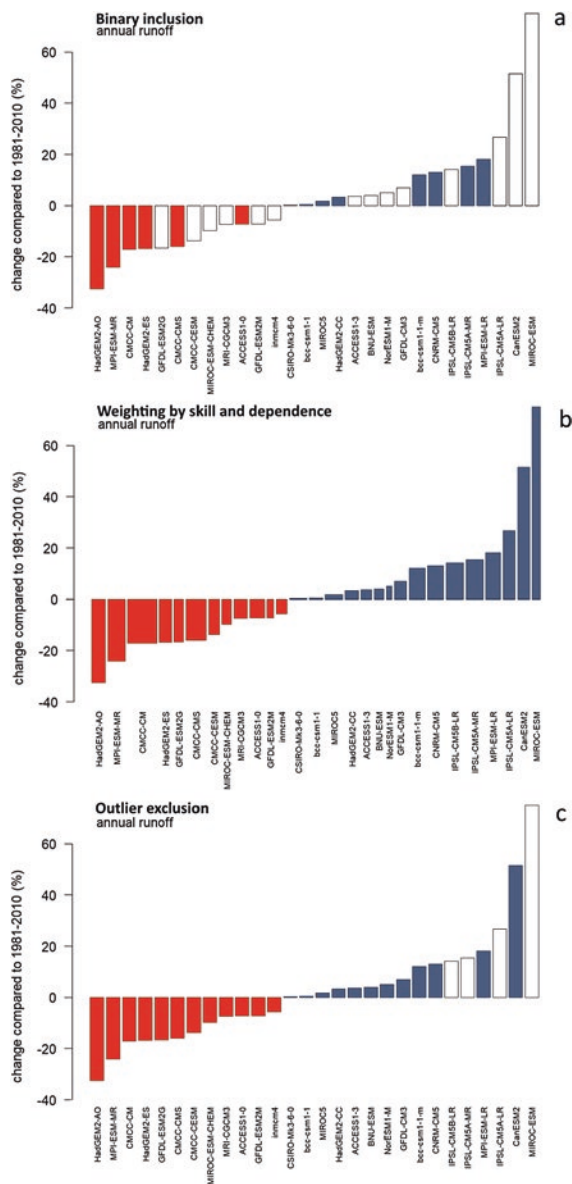 Binary inclusion
annual runoff
a
change compared to 1981-2010 (%)
60
40
20
0
-20
-40
HadGEM2-AO
MPI-ESM-MR
CMCC-CM
HadGEM2-ES
GFDL-ESM2G
CMCC-CMS
CMCC-CESM
MIROC-ESM-CHEM
MRI-CGCM3
ACCESS1-0
GFDL-ESM2M
inmcm4
CSIRO-Mk3-6-0
bcc-csm1-1
MIROC5
HadGEM2-CC
ACCESS1-3
BNU-ESM
NorESM1-M
GFDL-CM3
bcc-csm1-1-m
CNRM-CM5
IPSL-CM5B-LR
IPSL-CM5A-MR
MPI-ESM-LR
IPSL-CM5A-LR
CanESM2
MIROC-ESM
Weighting by skill and dependence
annual runoff
b
change compared to 1981-2010 (%)
60
40
20
0
-20
-40
HadGEM2-AO
MPI-ESM-MR
CMCC-CM
HadGEM2-ES
GFDL-ESM2G
CMCC-CMS
CMCC-CESM
MIROC-ESM-CHEM
MRI-CGCM3
ACCESS1-0
GFDL-ESM2M
inmcm4
CSIRO-Mk3-6-0
bcc-csm1-1
MIROC5
HadGEM2-CC
ACCESS1-3
BNU-ESM
NorESM1-M
GFDL-CM3
bcc-csm1-1-m
CNRM-CM5
IPSL-CM5B-LR
IPSL-CM5A-MR
MPI-ESM-LR
IPSL-CM5A-LR
CanESM2
MIROC-ESM
Outlier exclusion
annual runoff
c
change compared to 1981-2010 (%)
60
40
20
0
-20
-40
HadGEM2-AO
MPI-ESM-MR
CMCC-CM
HadGEM2-ES
GFDL-ESM2G
CMCC-CMS
CMCC-CESM
MIROC-ESM-CHEM
MRI-CGCM3
ACCESS1-0
GFDL-ESM2M
inmcm4
CSIRO-Mk3-6-0
bcc-csm1-1
MIROC5
HadGEM2-CC
ACCESS1-3
BNU-ESM
NorESM1-M
GFDL-CM3
bcc-csm1-1-m
CNRM-CM5
IPSL-CM5B-LR
IPSL-CM5A-MR
MPI-ESM-LR
IPSL-CM5A-LR
CanESM2
MIROC-ESM